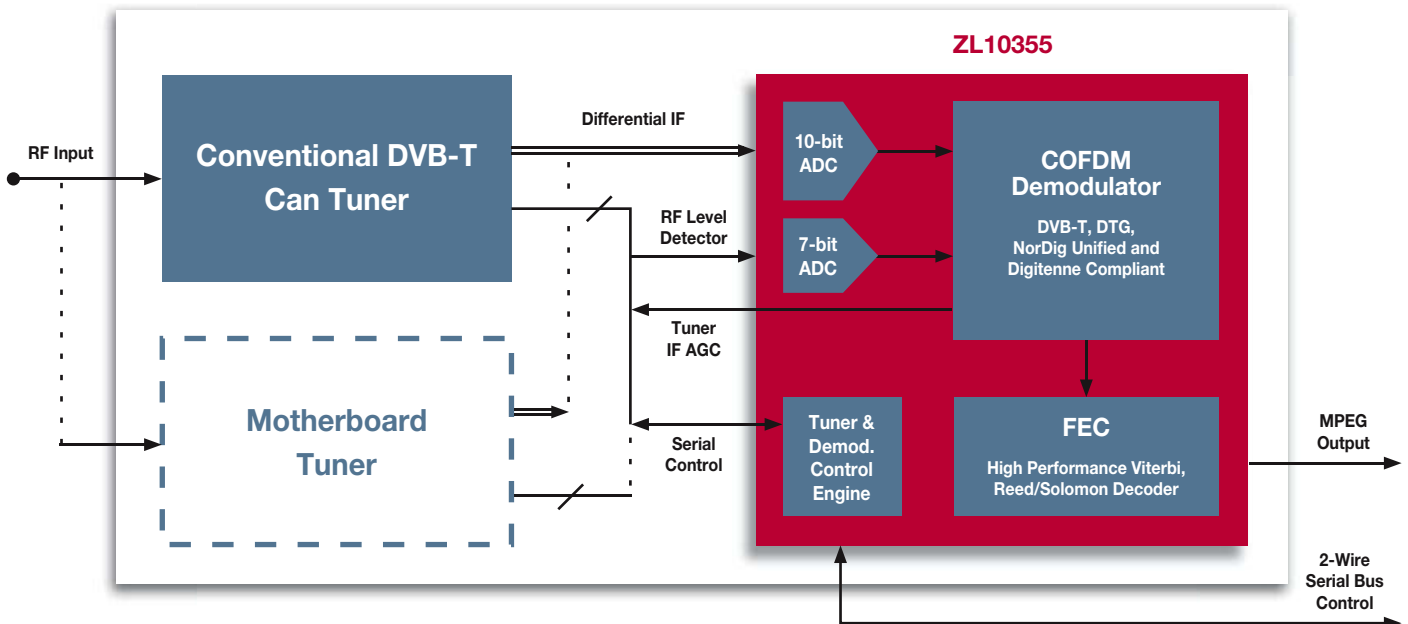 ZL10355
RF Input
Conventional DVB-T
Can Tuner
Differential IF
10-bit
ADC
COFDM
Demodulator
DVB-T, DTG,
NorDig Unified and
Digitenne Compliant
RF Level
Detector
7-bit
ADC
Tuner
IF AGC
Motherboard
Tuner
Serial
Control
Tuner &
Demod.
Control
Engine
FEC
High Performance Viterbi,
Reed/Solomon Decoder
MPEG
Output
2-Wire
Serial Bus
Control